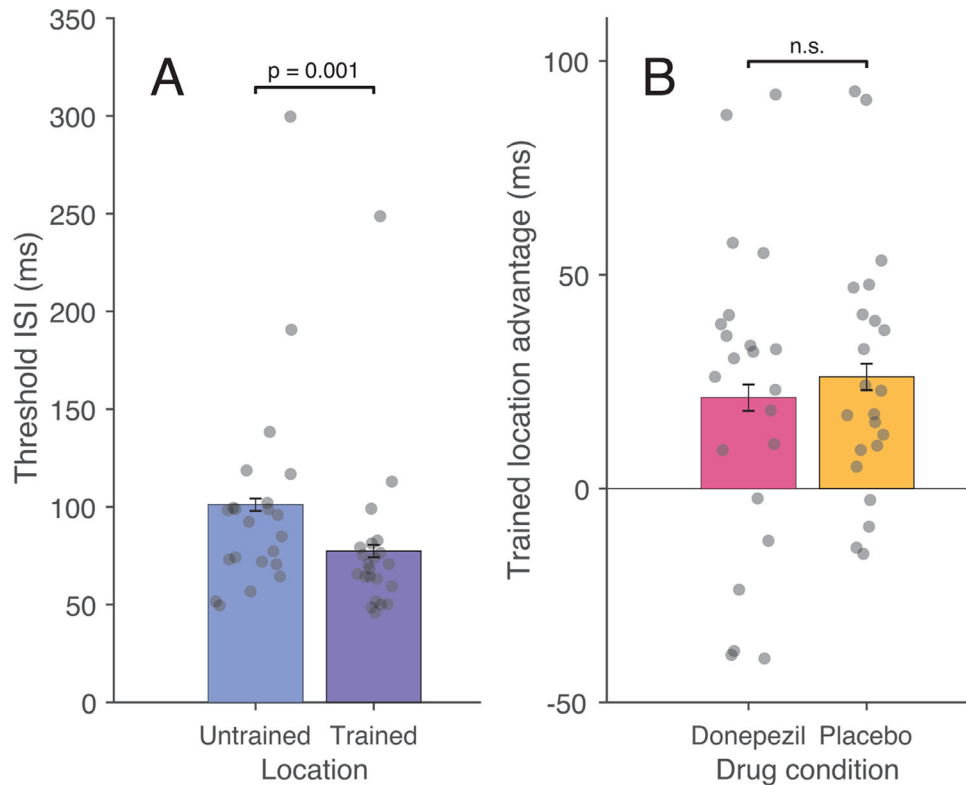 A
p = 0.001
Threshold ISI (ms)
350
300
250
200
150
100
50
0
Untrained Trained
Location
B
n.s.
Trained location advantage (ms)
100
50
0
-50
Donepezil Placebo
Drug condition